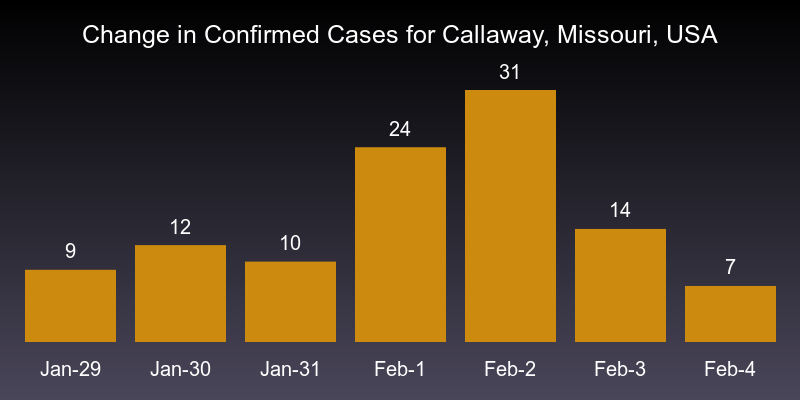 Change in Confirmed Cases for Callaway, Missouri, USA
9
12
10
24
31
14
7
Jan-29
Jan-30
Jan-31
Feb-1
Feb-2
Feb-3
Feb-4